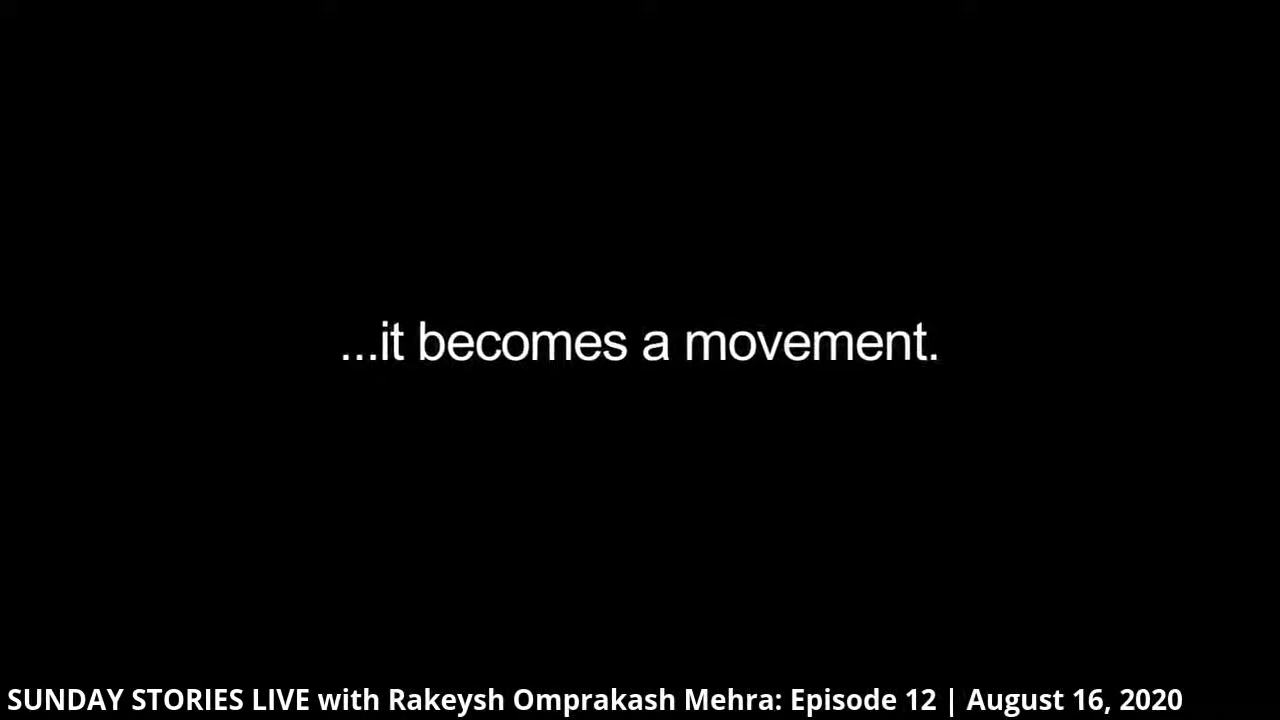 ...it becomes a movement.
SUNDAY STORIES LIVE with Rakeysh Omprakash Mehra: Episode 12 | August 16, 2020